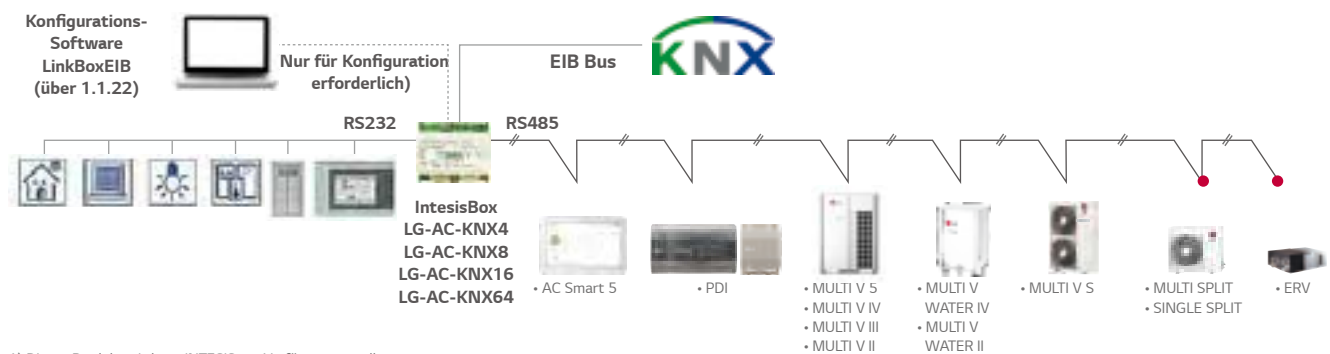 Konfigurations-
Software
LinkBoxEIB
(über 1.1.22)
Nur für Konfiguration
erforderlich)
EIB Bus
KNX
RS232
RS485
IntesisBox
LG-AC-KNX4
LG-AC-KNX8
LG-AC-KNX16
LG-AC-KNX64
• AC Smart 5
• PDI
• MULTI V 5
• MULTI V IV
• MULTI V III
• MULTI V II
• MULTI V
WATER IV
• MULTI V
WATER II
• MULTI V S
• MULTI SPLIT
• SINGLE SPLIT
• ERV